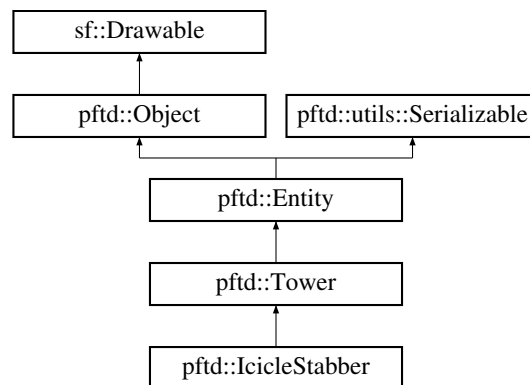 sf::Drawable
pftd::Object
pftd::utils::Serializable
pftd::Entity
pftd::Tower
pftd::IcicleStabber